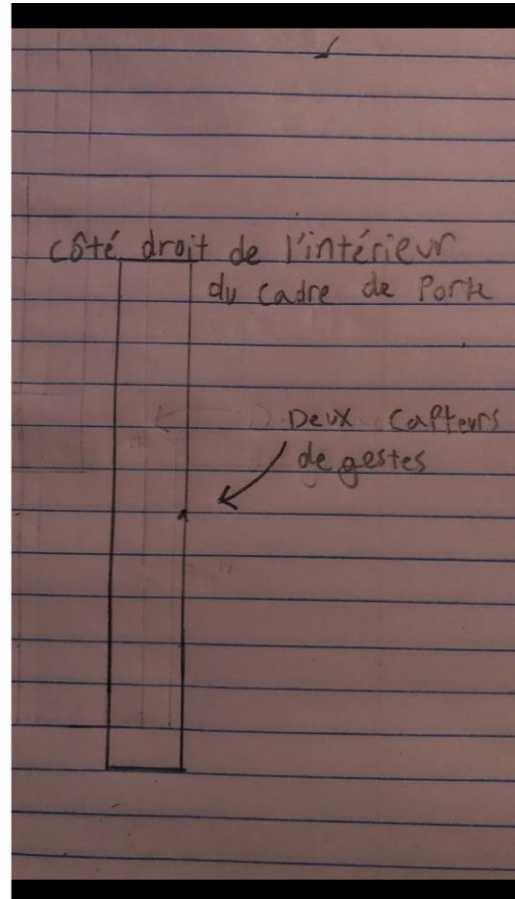 côté droit de l'intérieur
du cadre de Porte
Deux Capteurs
de gestes